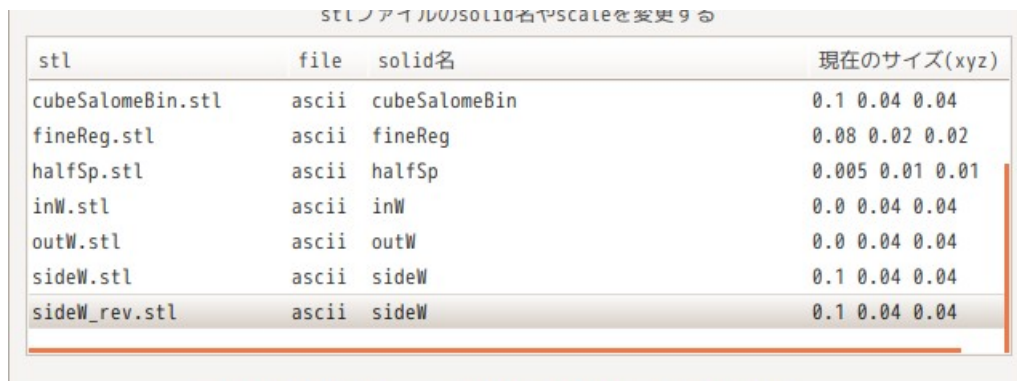 stlファイルのsolid名やscaleを変更する
stl file solid名 現在のサイズ(xyz)
cubeSalomeBin.stl ascii cubeSalomeBin 0.1 0.04 0.04
fineReg.stl ascii fineReg 0.08 0.02 0.02
halfSp.stl ascii halfSp 0.005 0.01 0.01
inW.stl ascii inW 0.0 0.04 0.04
outW.stl ascii outW 0.0 0.04 0.04
sideW.stl ascii sideW 0.1 0.04 0.04
sideW_rev.stl ascii sideW 0.1 0.04 0.04